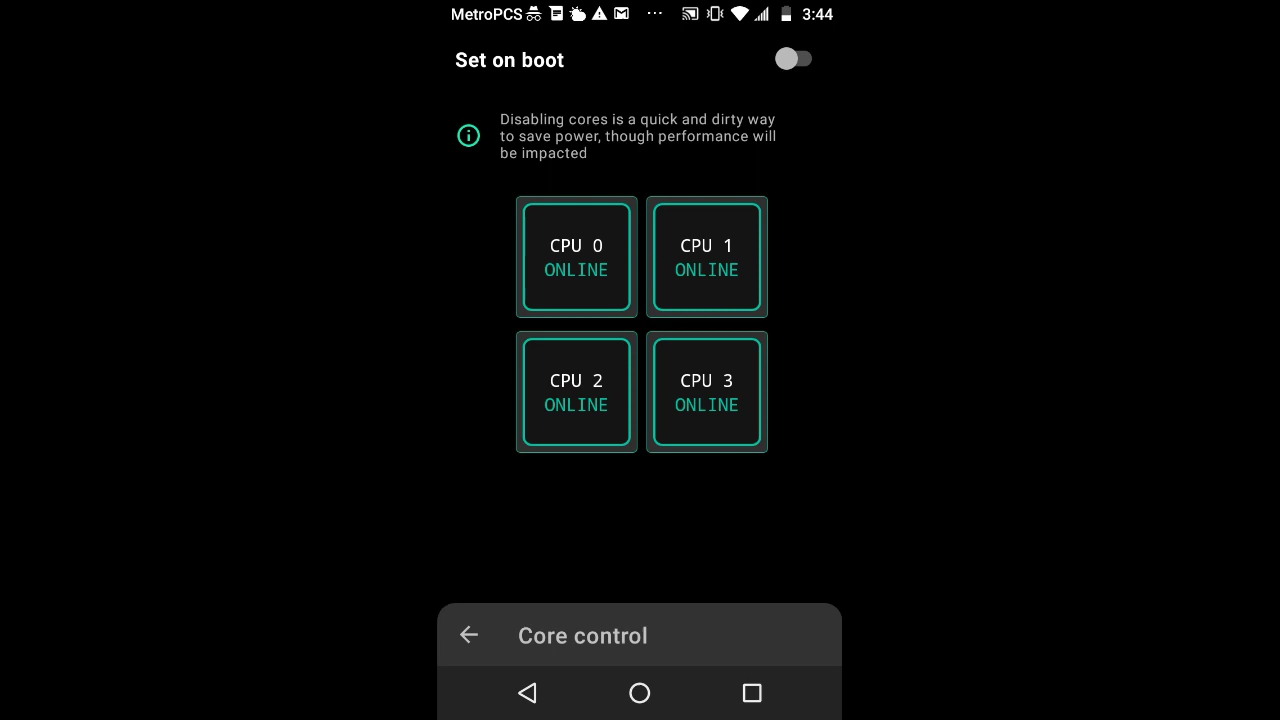 MetroPCS 3:44
Set on boot
Disabling cores is a quick and dirty way
to save power, though performance will
be impacted
CPU 0
ONLINE
CPU 1
ONLINE
CPU 2
ONLINE
CPU 3
ONLINE
Core control